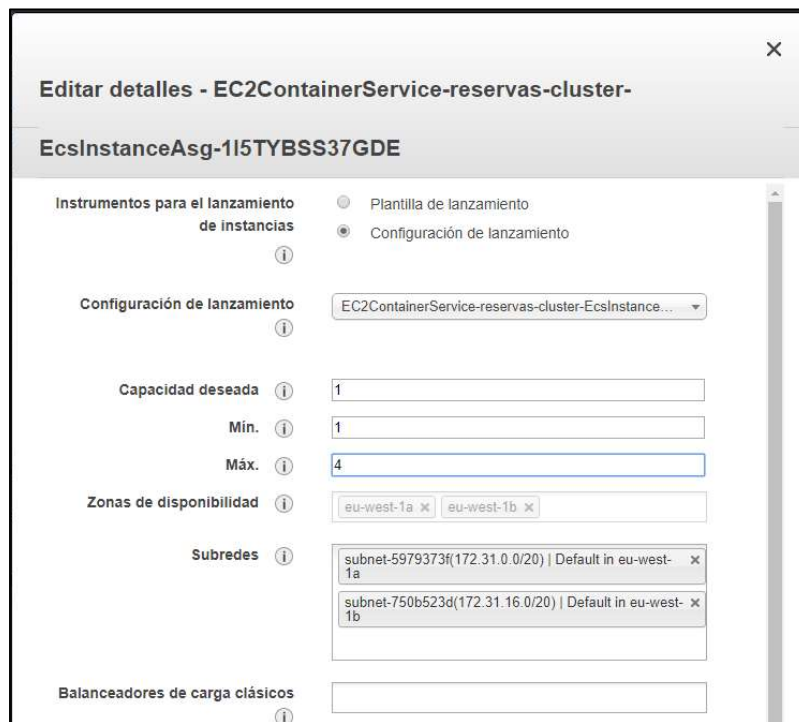 Editar detalles - EC2ContainerService-reservas-cluster-
EcsInstanceAsg-1I5TYBSS37GDE
Instrumentos para el lanzamiento
de instancias
Plantilla de lanzamiento
Configuración de lanzamiento
Configuración de lanzamiento
EC2ContainerService-reservas-cluster-EcsInstance...
Capacidad deseada
1
Mín.
1
Máx.
4
Zonas de disponibilidad
eu-west-1a
eu-west-1b
Subredes
subnet-5979373f(172.31.0.0/20) | Default in eu-west-
1a
subnet-750b523d(172.31.16.0/20) | Default in eu-west-
1b
Balanceadores de carga clásicos